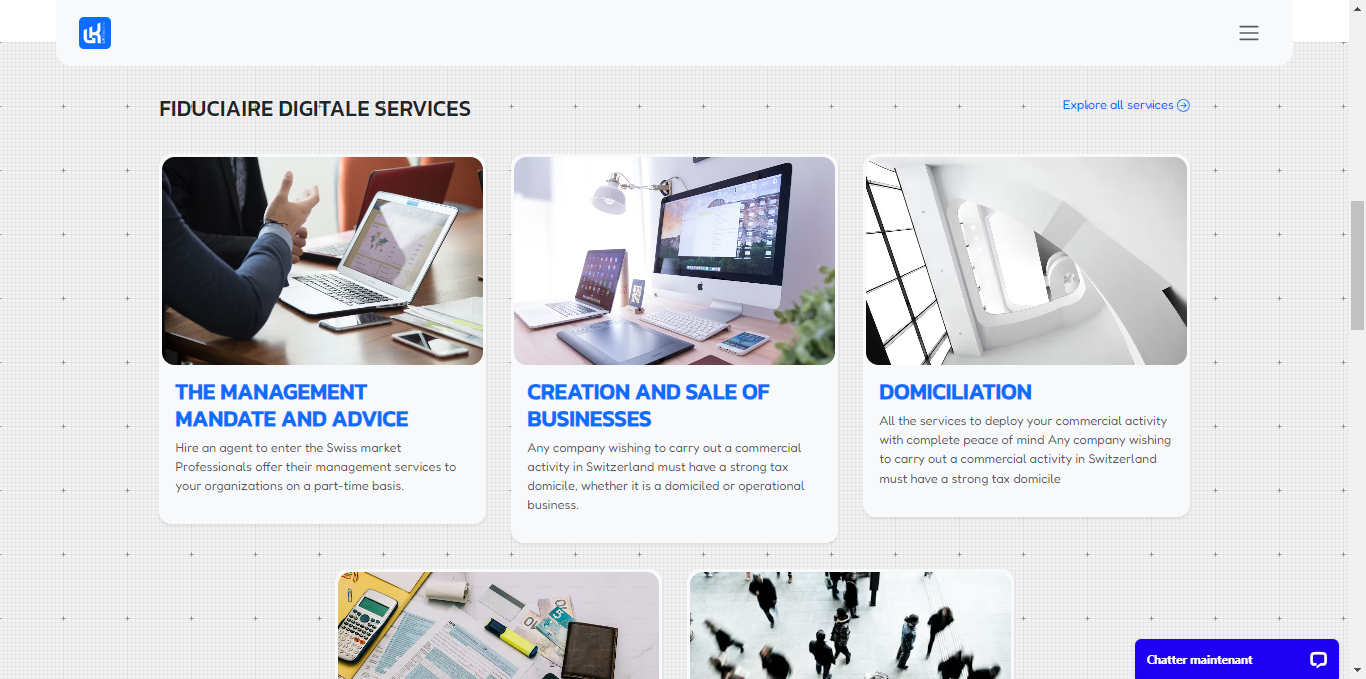 FIDUCIAIRE DIGITALE SERVICES
Explore all services
THE MANAGEMENT
MANDATE AND ADVICE
Hire an agent to enter the Swiss market
Professionals offer their management services to
your organizations on a part-time basis.
CREATION AND SALE OF
BUSINESSES
Any company wishing to carry out a commercial
activity in Switzerland must have a strong tax
domicile, whether it is a domiciled or operational
business.
DOMICILIATION
All the services to deploy your commercial activity
with complete peace of mind Any company wishing
to carry out a commercial activity in Switzerland
must have a strong tax domicile
Chatter maintenant